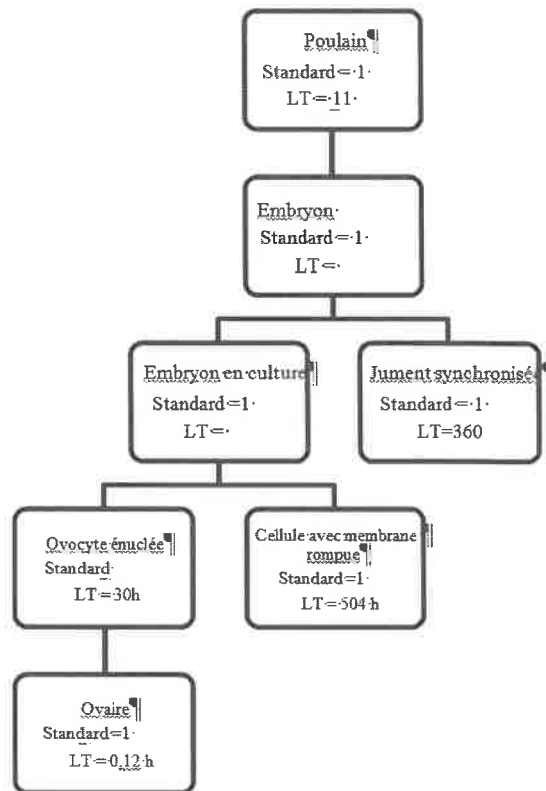 Poulain¶
Standard=·1·
LT=·11·
Embryon·
Standard=·1·
LT=·
Embryon·en·culture¶
Standard=1·
LT=·
Jument·synchronisée¶
Standard=·1·
LT=360
Ovocyte·énuclée¶
Standard·
LT=30h
Cellule·avec·membrane·¶
rompue¶
Standard=1·
LT=·504·h
Ovaire¶
Standard=1·
LT=·0,12·h